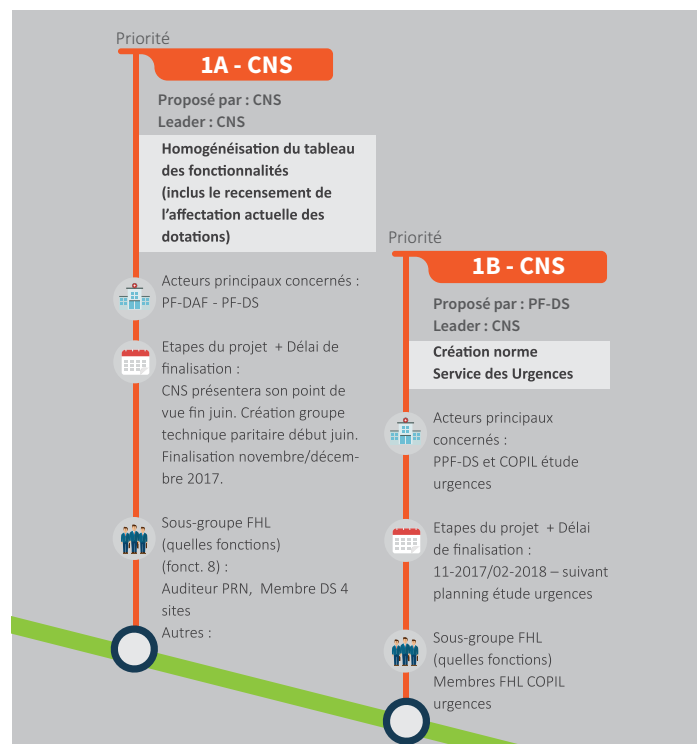 Priorité
1A - CNS
Proposé par : CNS
Leader : CNS
Homogénéisation du tableau
des fonctionnalités
(inclus le recensement de
l’affectation actuelle des
dotations)
Acteurs principaux concernés :
PF-DAF - PF-DS
Etapes du projet + Délai de
finalisation :
CNS présentera son point de
vue fin juin. Création groupe
technique paritaire début juin.
Finalisation novembre/décem-
bre 2017.
Sous-groupe FHL
(quelles fonctions)
(fonct. 8) :
Auditeur PRN, Membre DS 4
sites
Autres :
Priorité
1B - CNS
Proposé par : PF-DS
Leader : CNS
Création norme
Service des Urgences
Acteurs principaux
concernés :
PPF-DS et COPIL étude
urgences
Etapes du projet + Délai
de finalisation :
11-2017/02-2018 – suivant
planning étude urgences
Sous-groupe FHL
(quelles fonctions)
Membres FHL COPIL
urgences